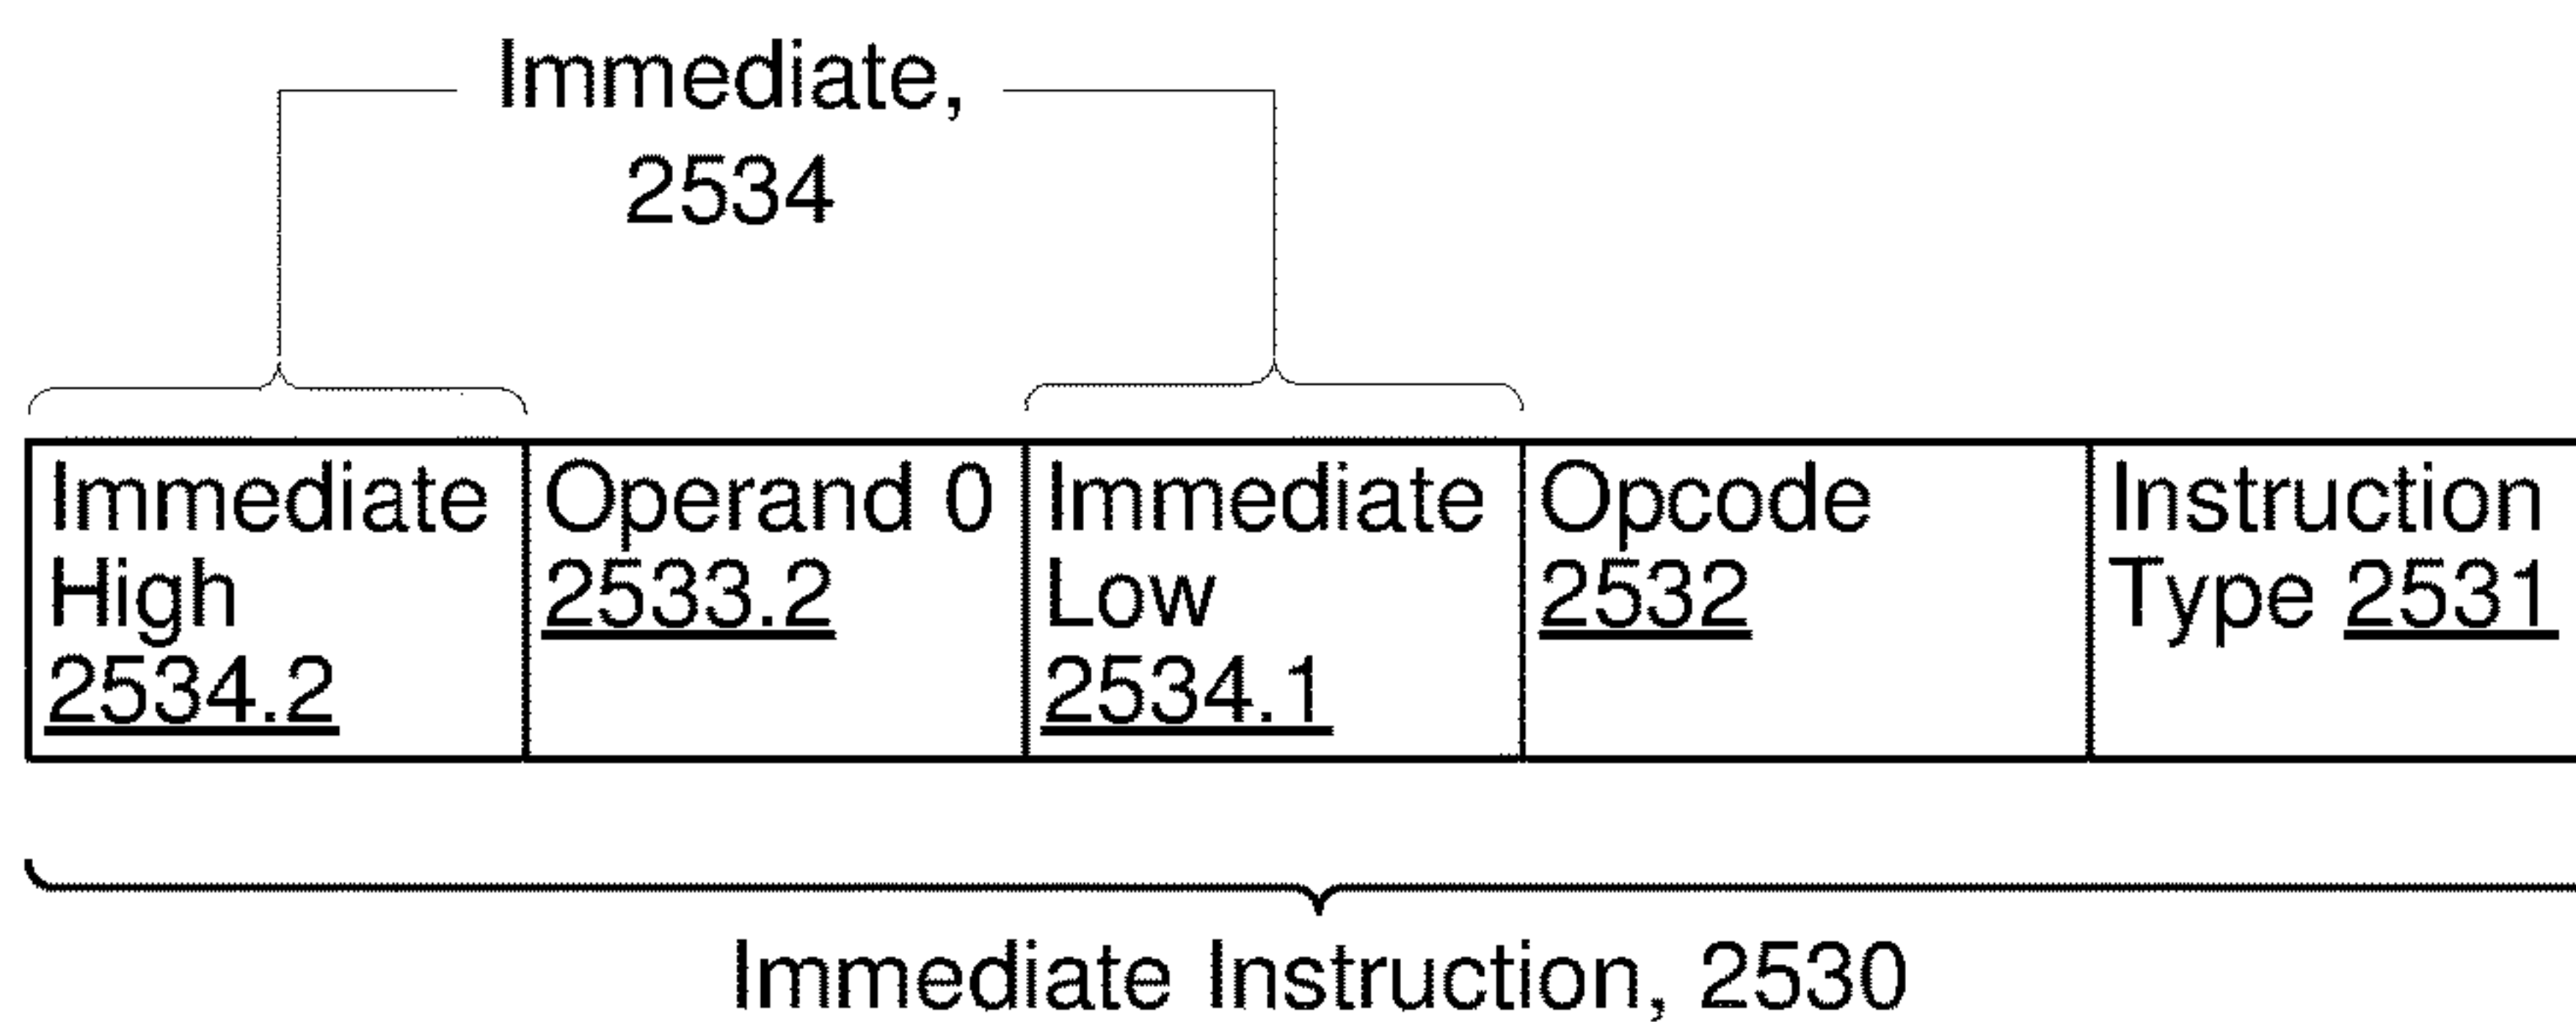 Immediate,
2534
Immediate
High
2534.2
Operand 0
2533.2
Immediate
Low
2534.1
Opcode
2532
Instruction
Type 2531
Immediate Instruction, 2530